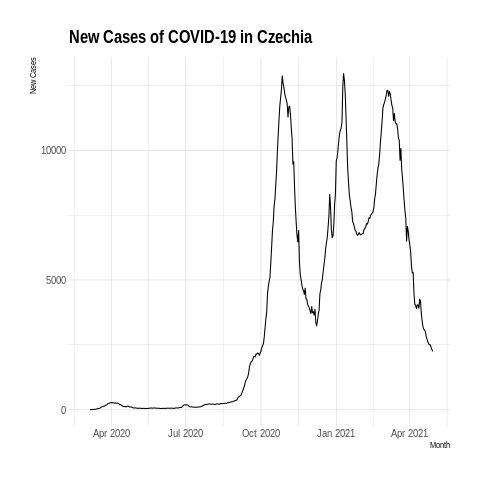 New Cases of COVID-19 in Czechia
New Cases
10000
5000
0
Apr 2020 Jul 2020 Oct 2020 Jan 2021 Apr 2021
Month